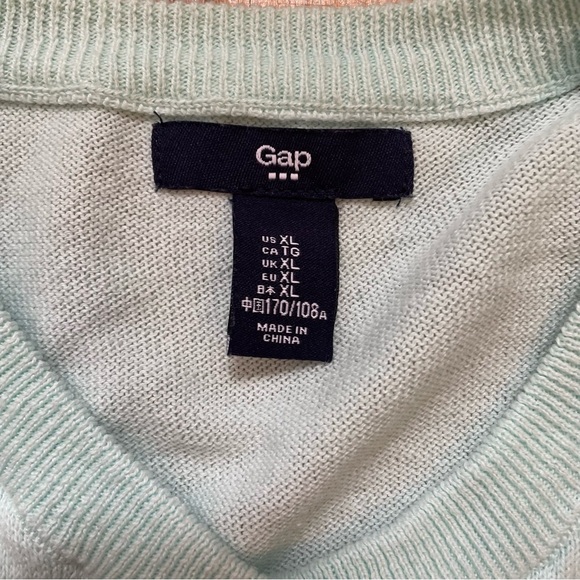 Gap
US XL
CA TG
UK XL
EU XL
日本 XL
中国170/108A
MADE IN
CHINA